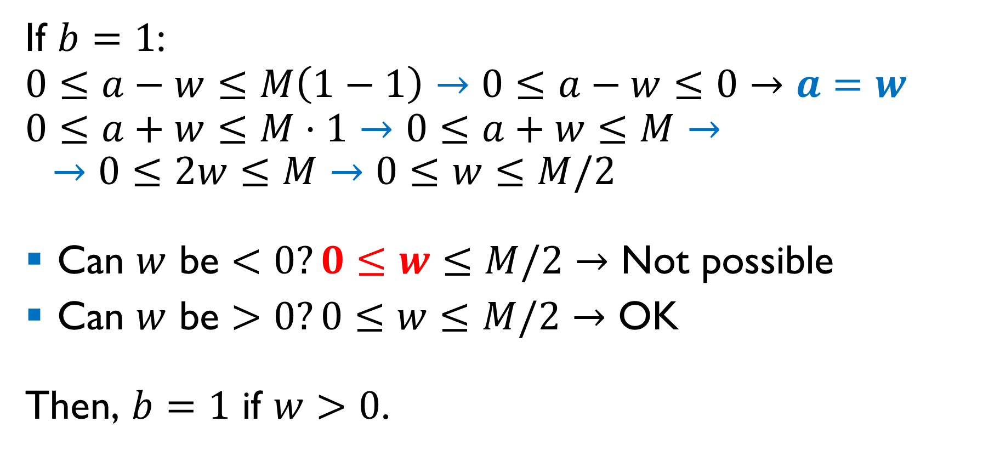 If b = 1:
0 ≤ a − w ≤ M(1 − 1) → 0 ≤ a − w ≤ 0 → a = w
0 ≤ a + w ≤ M · 1 → 0 ≤ a + w ≤ M →
→ 0 ≤ 2w ≤ M → 0 ≤ w ≤ M/2
▪ Can w be < 0? 0 ≤ w ≤ M/2 → Not possible
▪ Can w be > 0? 0 ≤ w ≤ M/2 → OK
Then, b = 1 if w > 0.